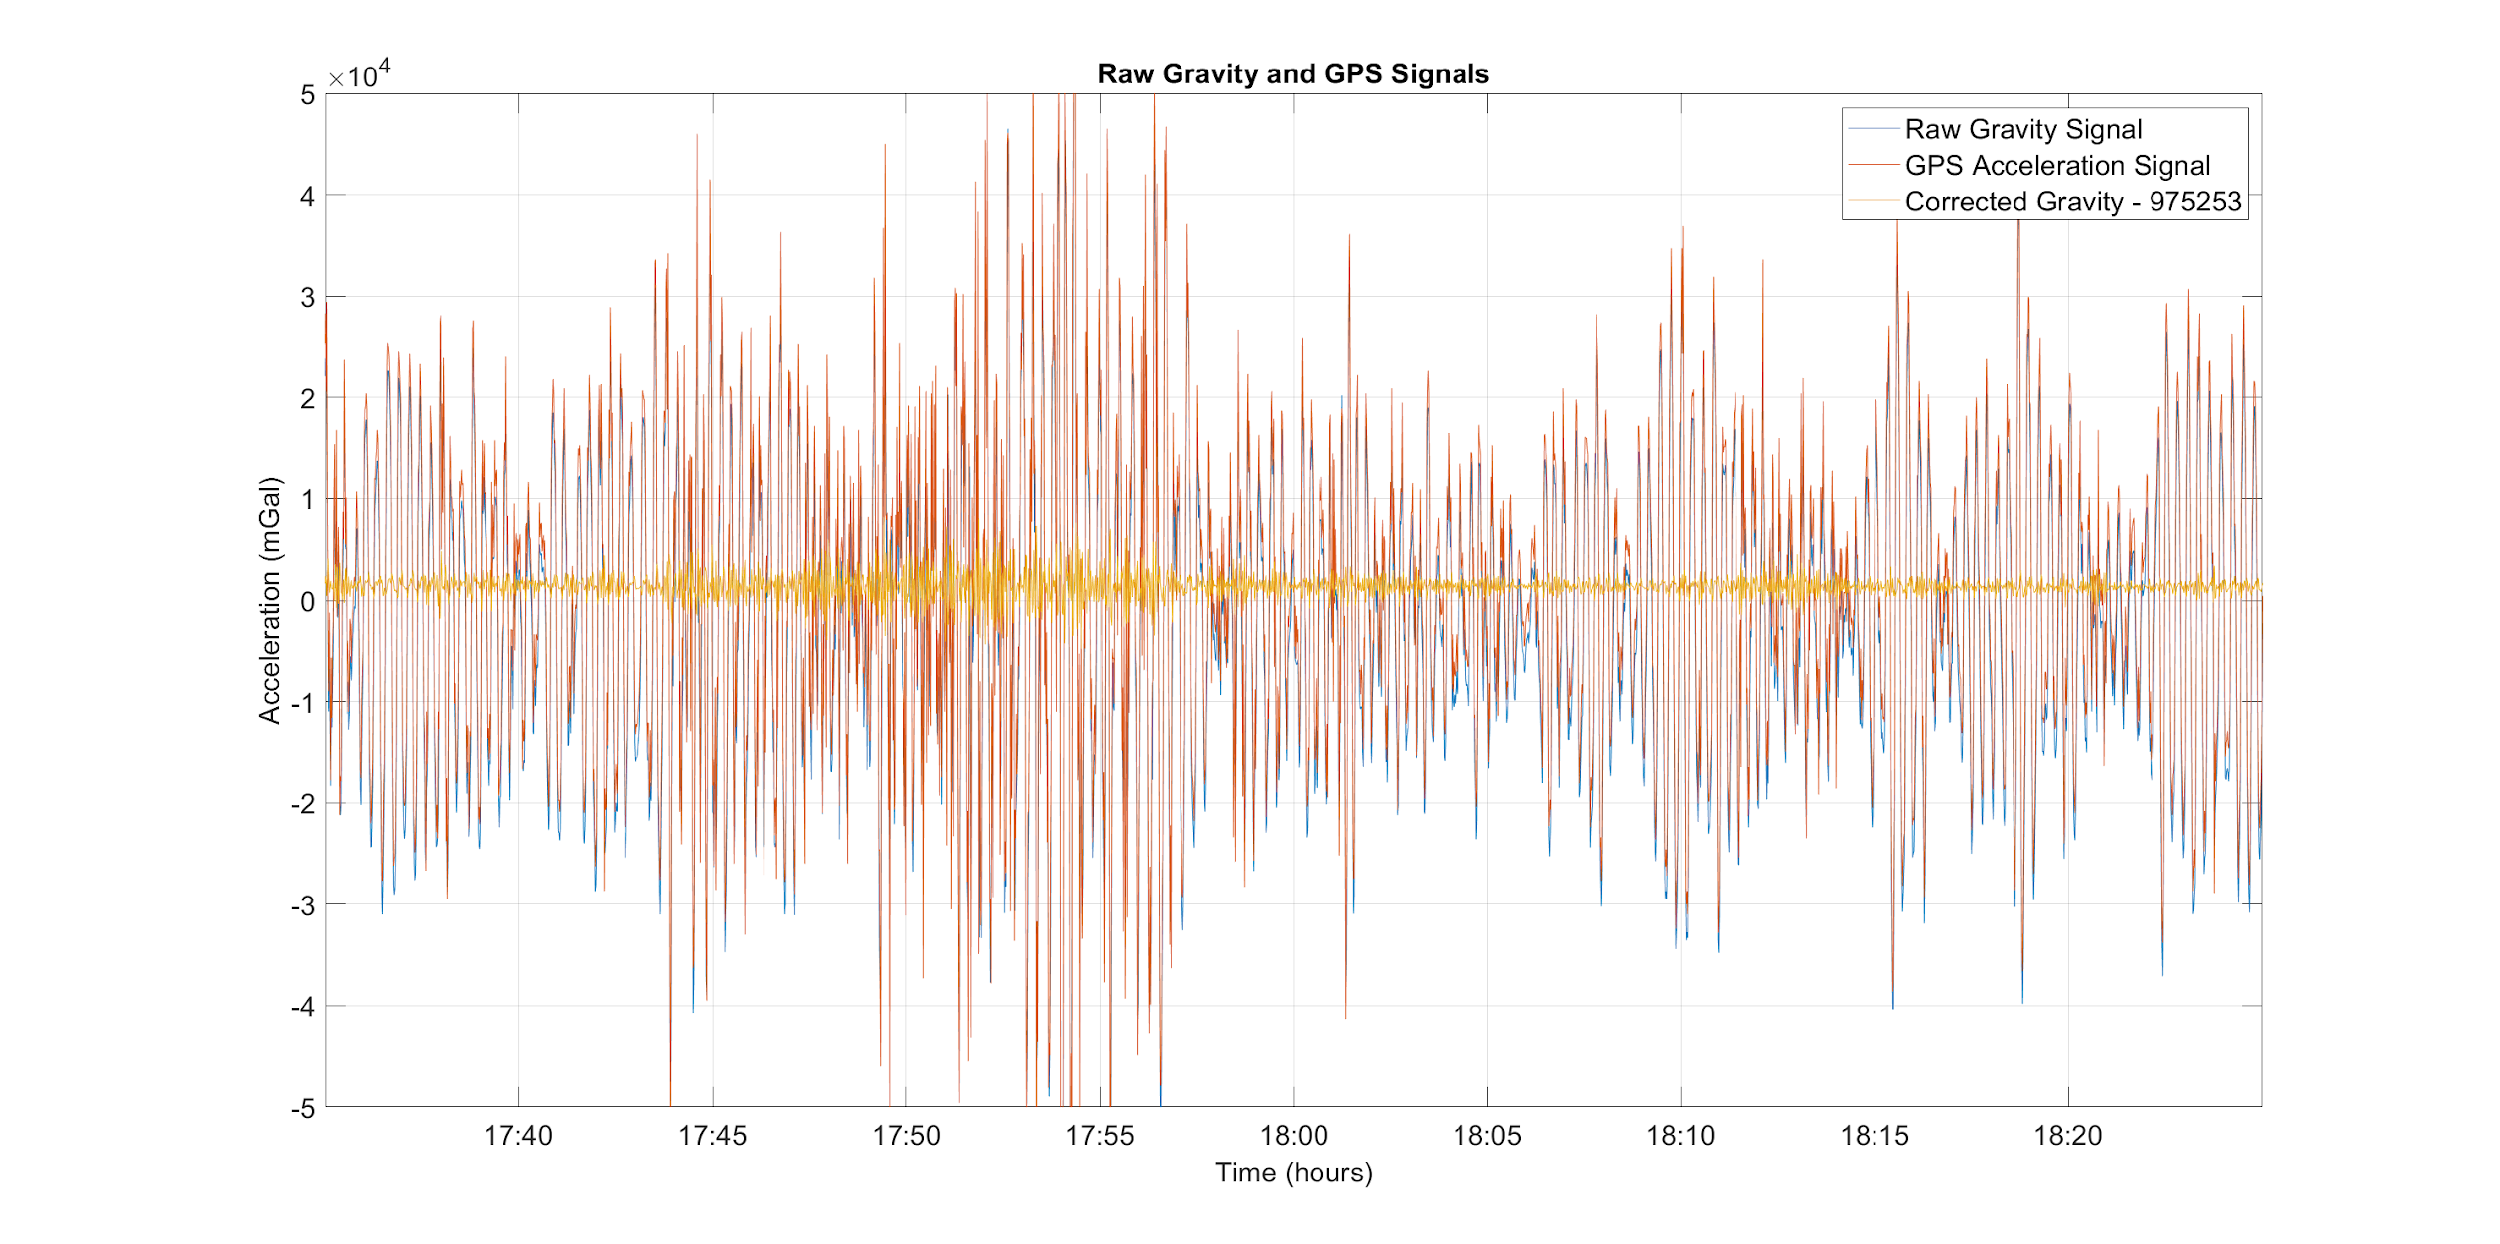 Raw Gravity and GPS Signals
×10^4
5
4
3
2
1
0
-1
-2
-3
-4
-5
Acceleration (mGal)
Raw Gravity Signal
GPS Acceleration Signal
Corrected Gravity - 975253
17:40 17:45 17:50 17:55 18:00 18:05 18:10 18:15 18:20
Time (hours)